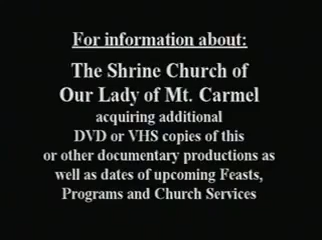 For information about:
The Shrine Church of
Our Lady of Mt. Carmel
acquiring additional
DVD or VHS copies of this
or other documentary productions as
well as dates of upcoming Feasts,
Programs and Church Services